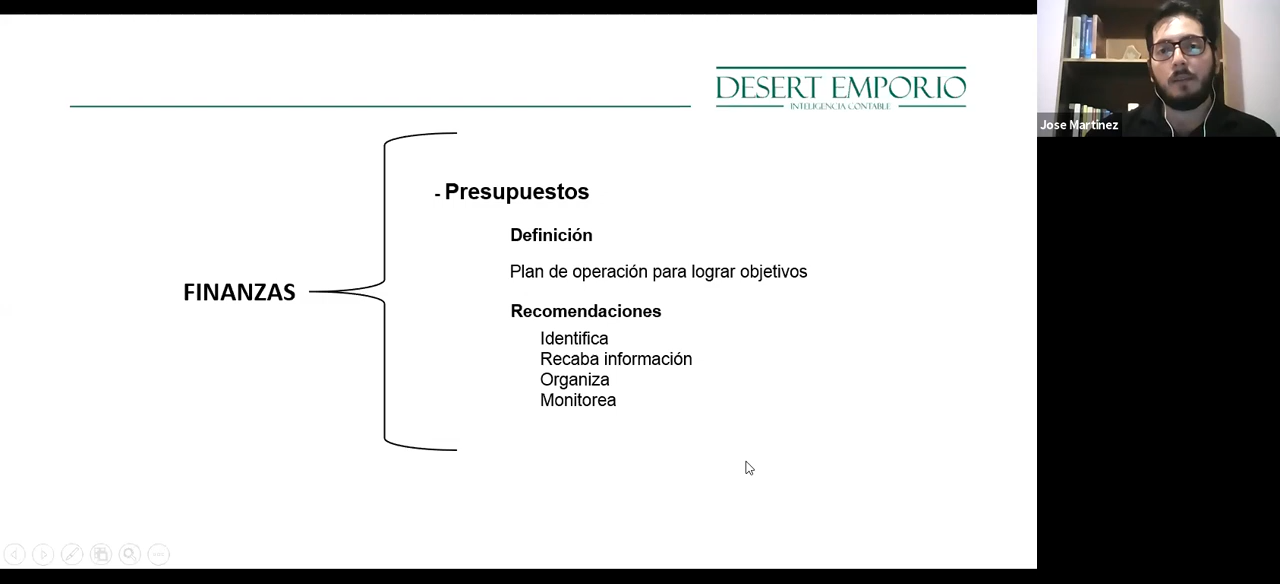 DESERT EMPORIO
INTELIGENCIA CONTABLE
Jose Martinez
- Presupuestos
Definición
Plan de operación para lograr objetivos
FINANZAS
Recomendaciones
Identifica
Recaba información
Organiza
Monitorea